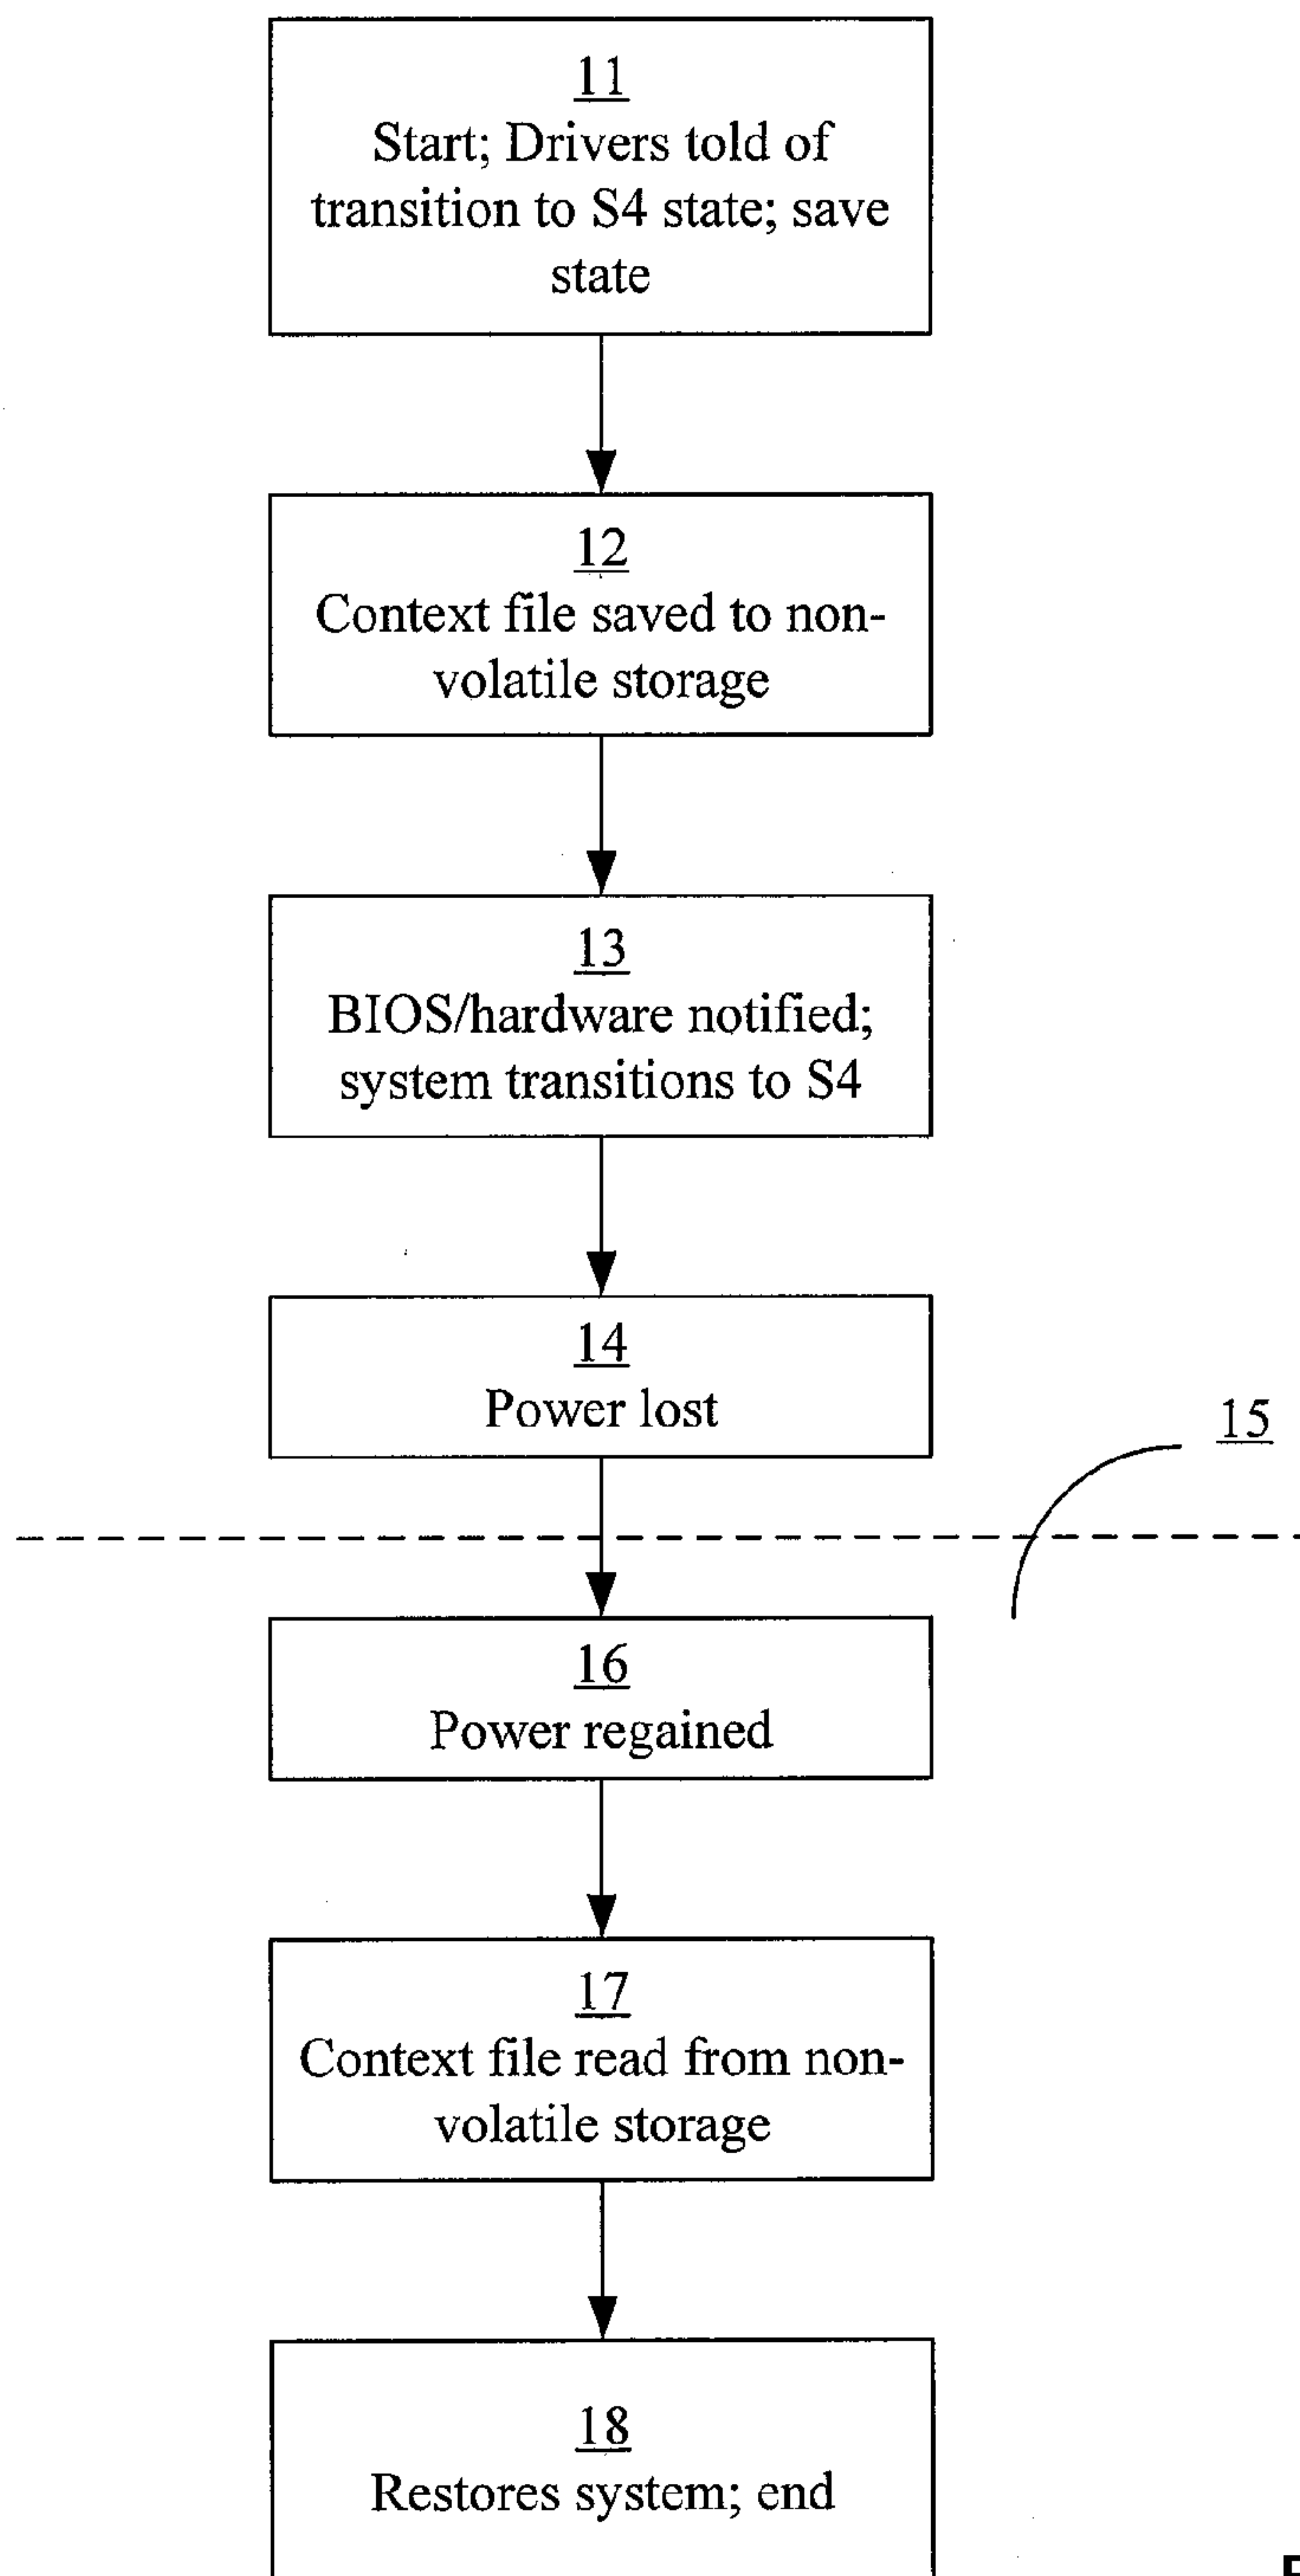 11
Start; Drivers told of
transition to S4 state; save
state
12
Context file saved to non-
volatile storage
13
BIOS/hardware notified;
system transitions to S4
14
Power lost
15
16
Power regained
17
Context file read from non-
volatile storage
18
Restores system; end